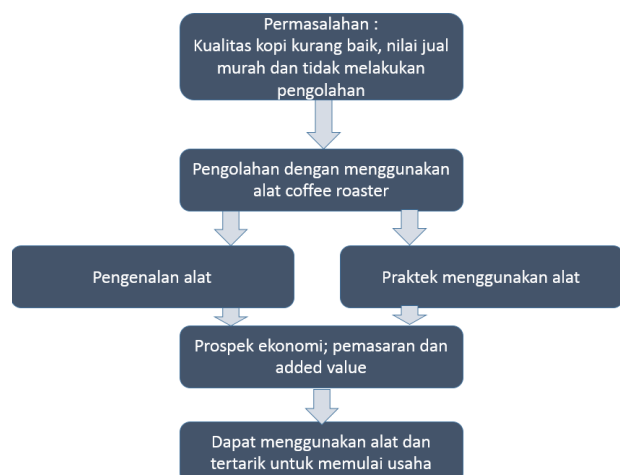 Permasalahan :
Kualitas kopi kurang baik, nilai jual
murah dan tidak melakukan
pengolahan
Pengolahan dengan menggunakan
alat coffee roaster
Pengenalan alat
Praktek menggunakan alat
Prospek ekonomi; pemasaran dan
added value
Dapat menggunakan alat dan
tertarik untuk memulai usaha